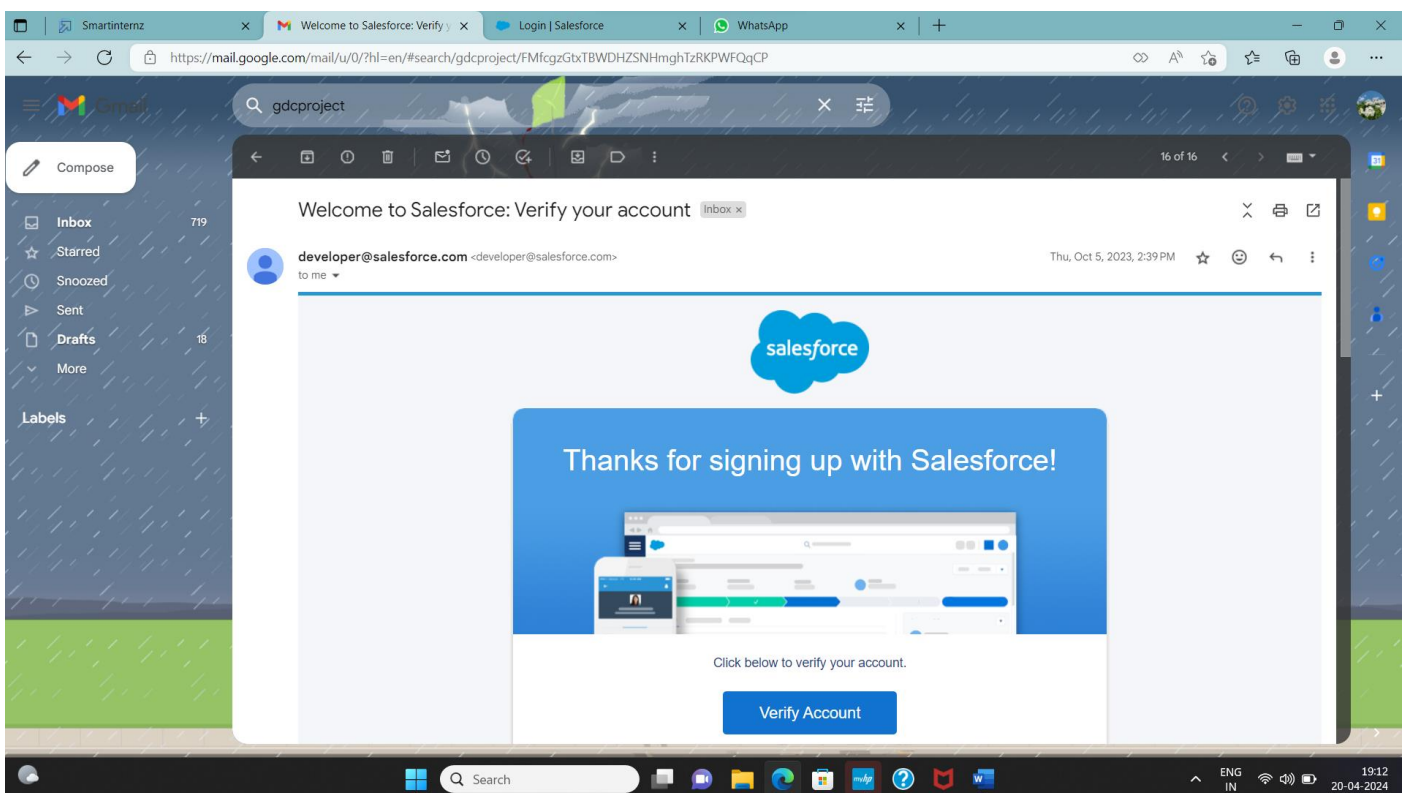 Smartinternz
Welcome to Salesforce: Verify y
Login | Salesforce
WhatsApp
https://mail.google.com/mail/u/0/?hl=en/#search/gdcproject/FMfcgzGtxTBWDHZSNHmghTzRKPWFQqCP
Gmail
gdcproject
Compose
16 of 16
31
Inbox 719
Starred
Snoozed
Sent
Drafts 18
More
Labels
Welcome to Salesforce: Verify your account Inbox x
developer@salesforce.com <developer@salesforce.com>
Thu, Oct 5, 2023, 2:39 PM
to me
salesforce
Thanks for signing up with Salesforce!
Click below to verify your account.
Verify Account
Search
myhp
W
ENG
IN
19:12
20-04-2024